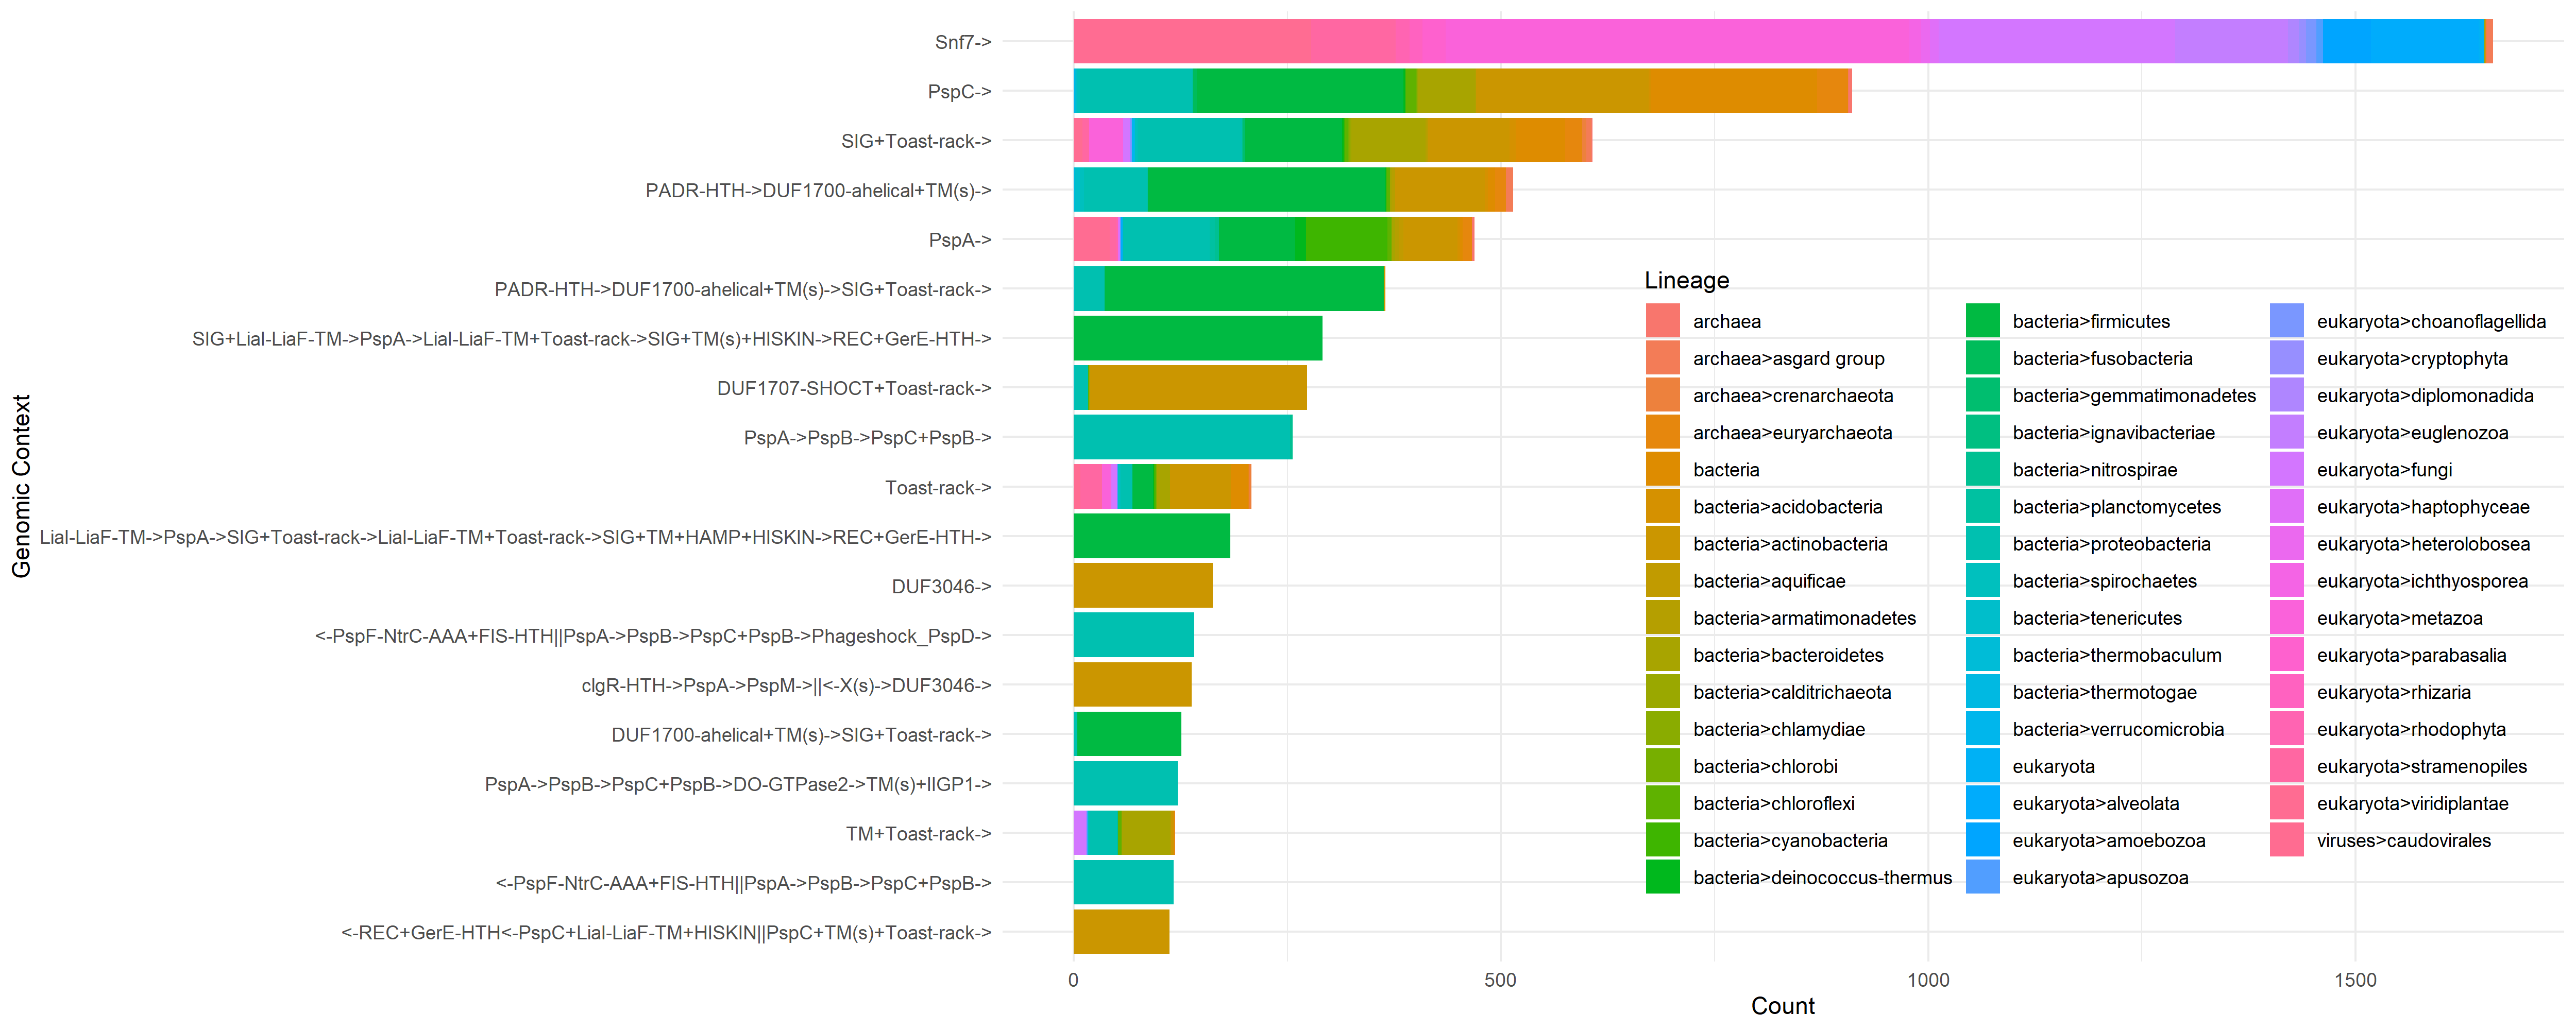 Genomic Context
Snf7->
PspC->
SIG+Toast-rack->
PADR-HTH->DUF1700-ahelical+TM(s)->
PspA->
PADR-HTH->DUF1700-ahelical+TM(s)->SIG+Toast-rack->
SIG+LiaI-LiaF-TM->PspA->LiaI-LiaF-TM+Toast-rack->SIG+TM(s)+HISKIN->REC+GerE-HTH->
DUF1707-SHOCT+Toast-rack->
PspA->PspB->PspC+PspB->
Toast-rack->
LiaI-LiaF-TM->PspA->SIG+Toast-rack->LiaI-LiaF-TM+Toast-rack->SIG+TM+HAMP+HISKIN->REC+GerE-HTH->
DUF3046->
<-PspF-NtrC-AAA+FIS-HTH||PspA->PspB->PspC+PspB->Phageshock_PspD->
clgR-HTH->PspA->PspM->||<-X(s)->DUF3046->
DUF1700-ahelical+TM(s)->SIG+Toast-rack->
PspA->PspB->PspC+PspB->DO-GTPase2->TM(s)+IIGP1->
TM+Toast-rack->
<-PspF-NtrC-AAA+FIS-HTH||PspA->PspB->PspC+PspB->
<-REC+GerE-HTH<-PspC+LiaI-LiaF-TM+HISKIN||PspC+TM(s)+Toast-rack->
0
500
1000
1500
Count
Lineage
archaea
archaea>asgard group
archaea>crenarchaeota
archaea>euryarchaeota
bacteria
bacteria>acidobacteria
bacteria>actinobacteria
bacteria>aquificae
bacteria>armatimonadetes
bacteria>bacteroidetes
bacteria>calditrichaeota
bacteria>chlamydiae
bacteria>chlorobi
bacteria>chloroflexi
bacteria>cyanobacteria
bacteria>deinococcus-thermus
bacteria>firmicutes
bacteria>fusobacteria
bacteria>gemmatimonadetes
bacteria>ignavibacteriae
bacteria>nitrospirae
bacteria>planctomycetes
bacteria>proteobacteria
bacteria>spirochaetes
bacteria>tenericutes
bacteria>thermobaculum
bacteria>thermotogae
bacteria>verrucomicrobia
eukaryota
eukaryota>alveolata
eukaryota>amoebozoa
eukaryota>apusozoa
eukaryota>choanoflagellida
eukaryota>cryptophyta
eukaryota>diplomonadida
eukaryota>euglenozoa
eukaryota>fungi
eukaryota>haptophyceae
eukaryota>heterolobosea
eukaryota>ichthyosporea
eukaryota>metazoa
eukaryota>parabasalia
eukaryota>rhizaria
eukaryota>rhodophyta
eukaryota>stramenopiles
eukaryota>viridiplantae
viruses>caudovirales